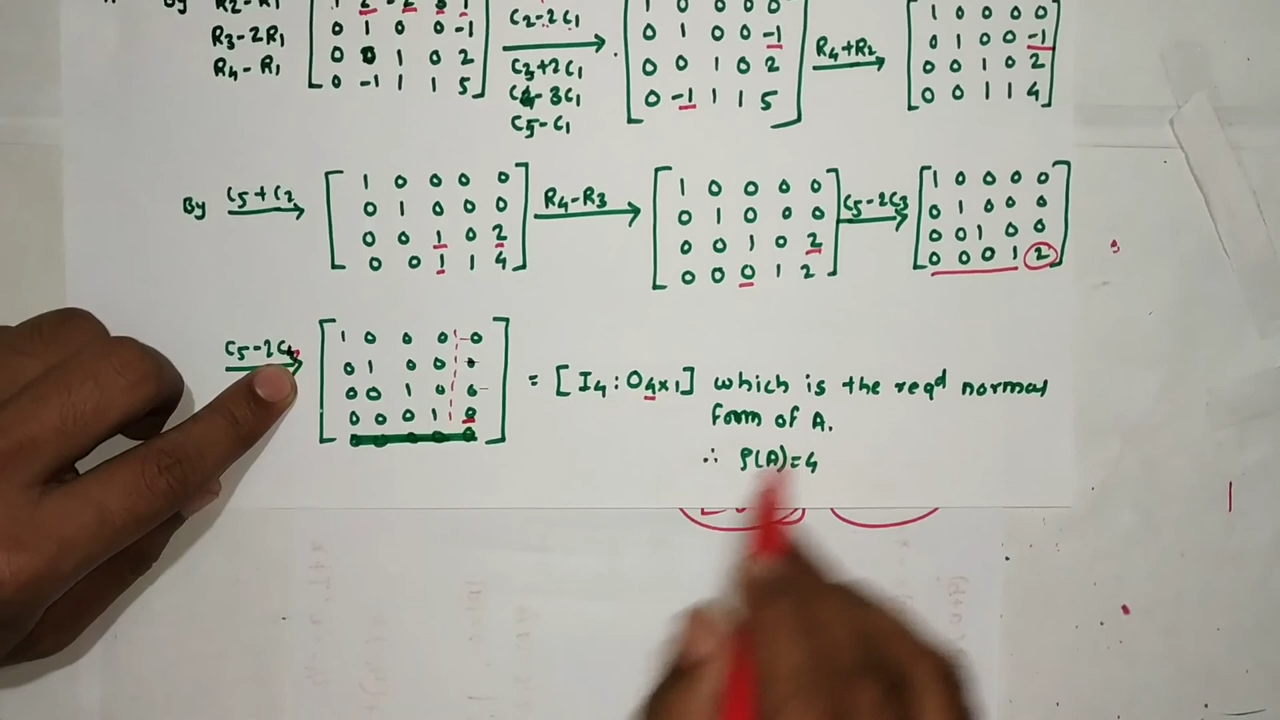 By R2-R1
R3-2R1
R4-R1
0 1 0 0 -1
0 0 1 0 2
0 -1 1 1 5
C2-2C1
C3+2C1
C4-3C1
C5-C1
1 0 0 0 0
0 1 0 0 -1
0 0 1 0 2
0 -1 1 1 5
R4+R2
1 0 0 0 0
0 1 0 0 -1
0 0 1 0 2
0 0 1 1 4
By C5+C2
1 0 0 0 0
0 1 0 0 0
0 0 1 0 2
0 0 1 1 4
R4-R3
1 0 0 0 0
0 1 0 0 0
0 0 1 0 2
0 0 0 1 2
C5-2C3
1 0 0 0 0
0 1 0 0 0
0 0 1 0 0
0 0 0 1 2
C5-2C4
1 0 0 0 0
0 1 0 0 0
0 0 1 0 0
0 0 0 1 0
= [I4 : O4x1] which is the reqd normal
form of A.
∴ ρ(A)=4